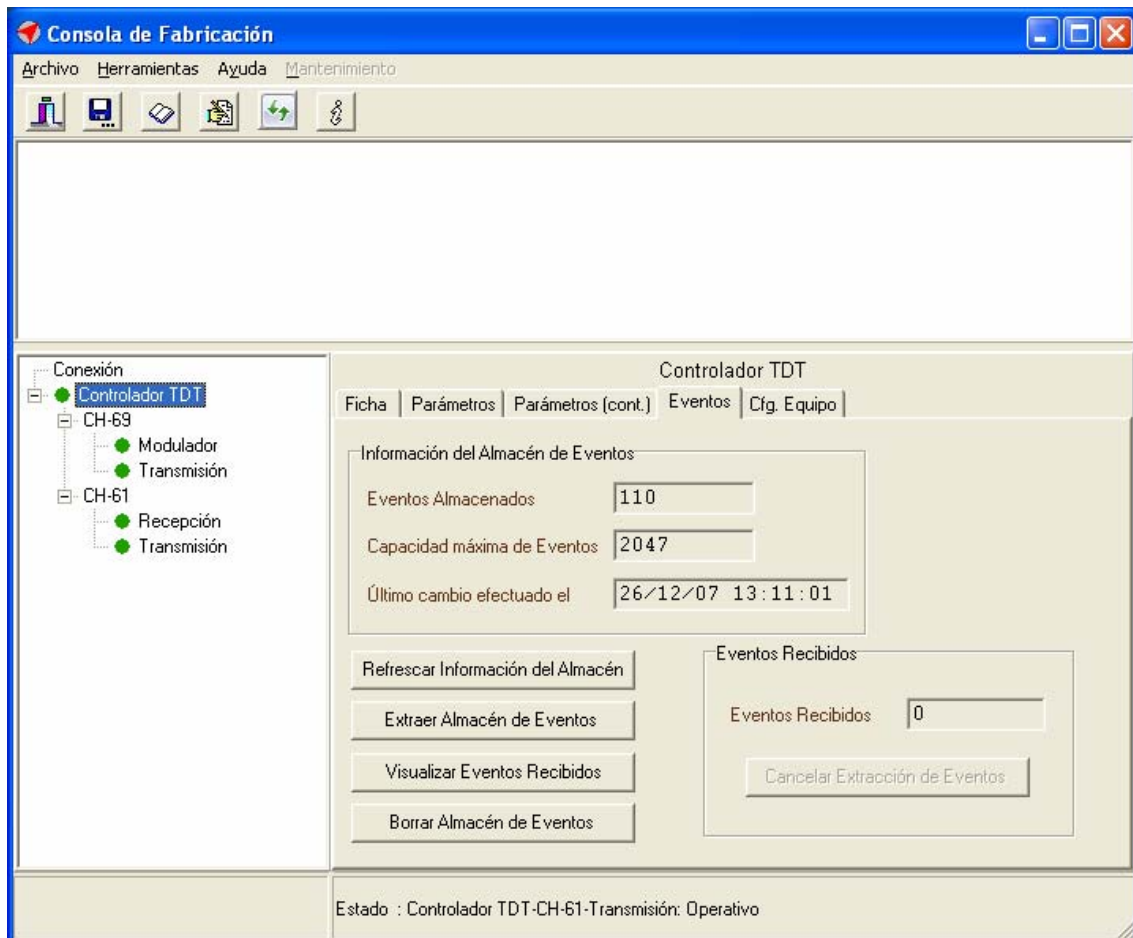 Consola de Fabricación
Archivo Herramientas Ayuda Mantenimiento
Conexión
Controlador TDT
CH-69
Modulador
Transmisión
CH-61
Recepción
Transmisión
Controlador TDT
Ficha Parámetros Parámetros (cont.) Eventos Cfg. Equipo
Información del Almacén de Eventos
Eventos Almacenados 110
Capacidad máxima de Eventos 2047
Último cambio efectuado el 26/12/07 13:11:01
Refrescar Información del Almacén
Extraer Almacén de Eventos
Visualizar Eventos Recibidos
Borrar Almacén de Eventos
Eventos Recibidos
Eventos Recibidos 0
Cancelar Extracción de Eventos
Estado : Controlador TDT-CH-61-Transmisión: Operativo